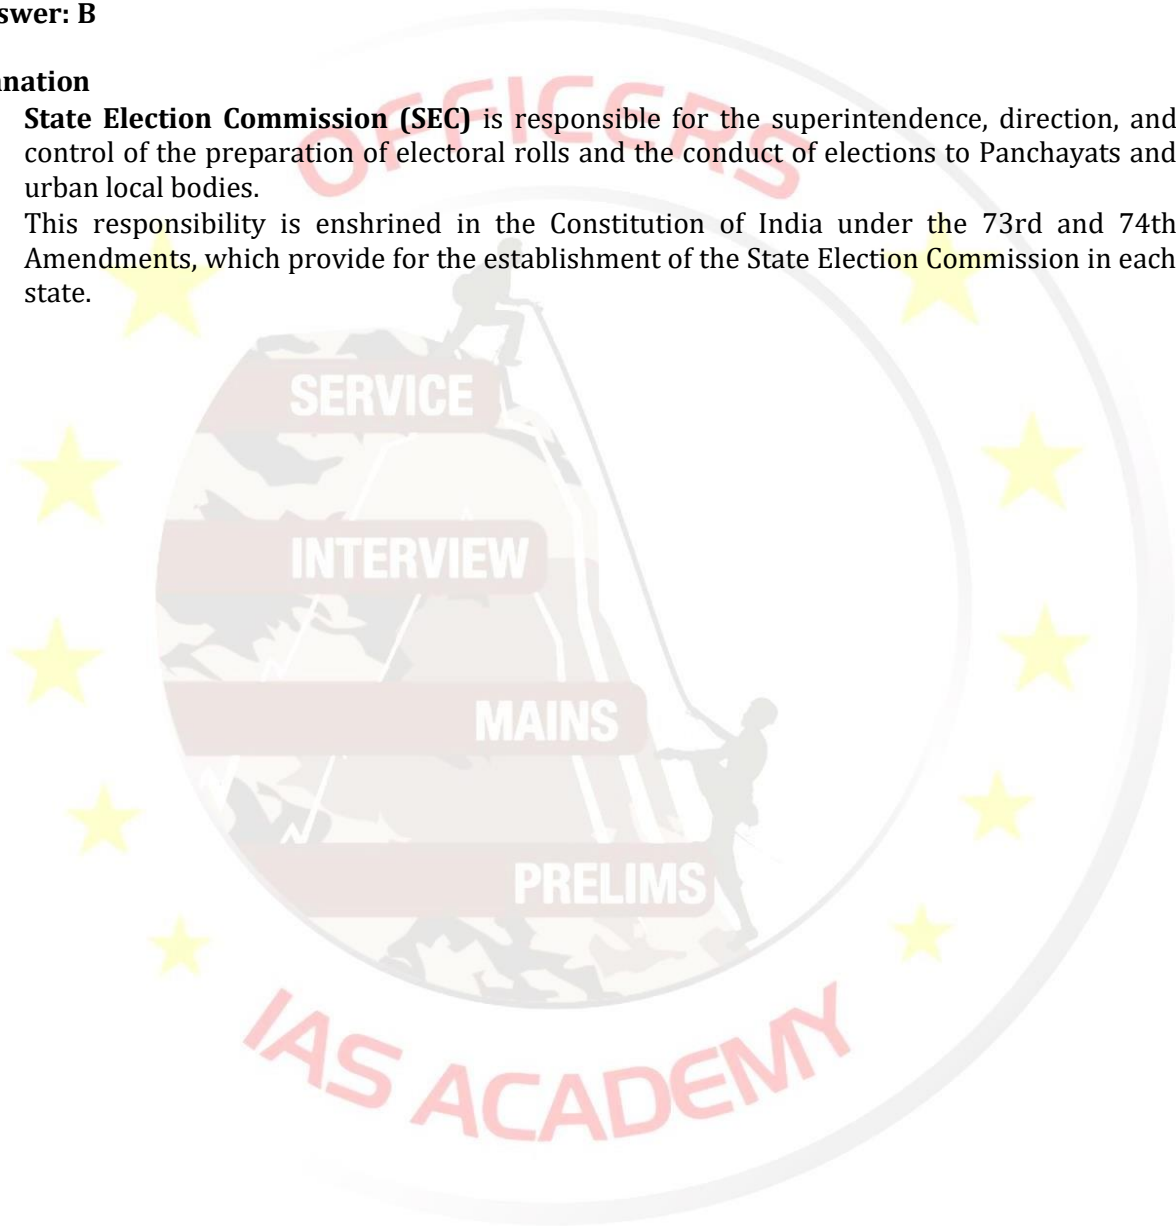 swer: B
nation
State Election Commission (SEC) is responsible for the superintendence, direction, and
control of the preparation of electoral rolls and the conduct of elections to Panchayats and
urban local bodies.
This responsibility is enshrined in the Constitution of India under the 73rd and 74th
Amendments, which provide for the establishment of the State Election Commission in each
state.
OFFICERS
SERVICE
INTERVIEW
MAINS
PRELIMS
IAS ACADEMY